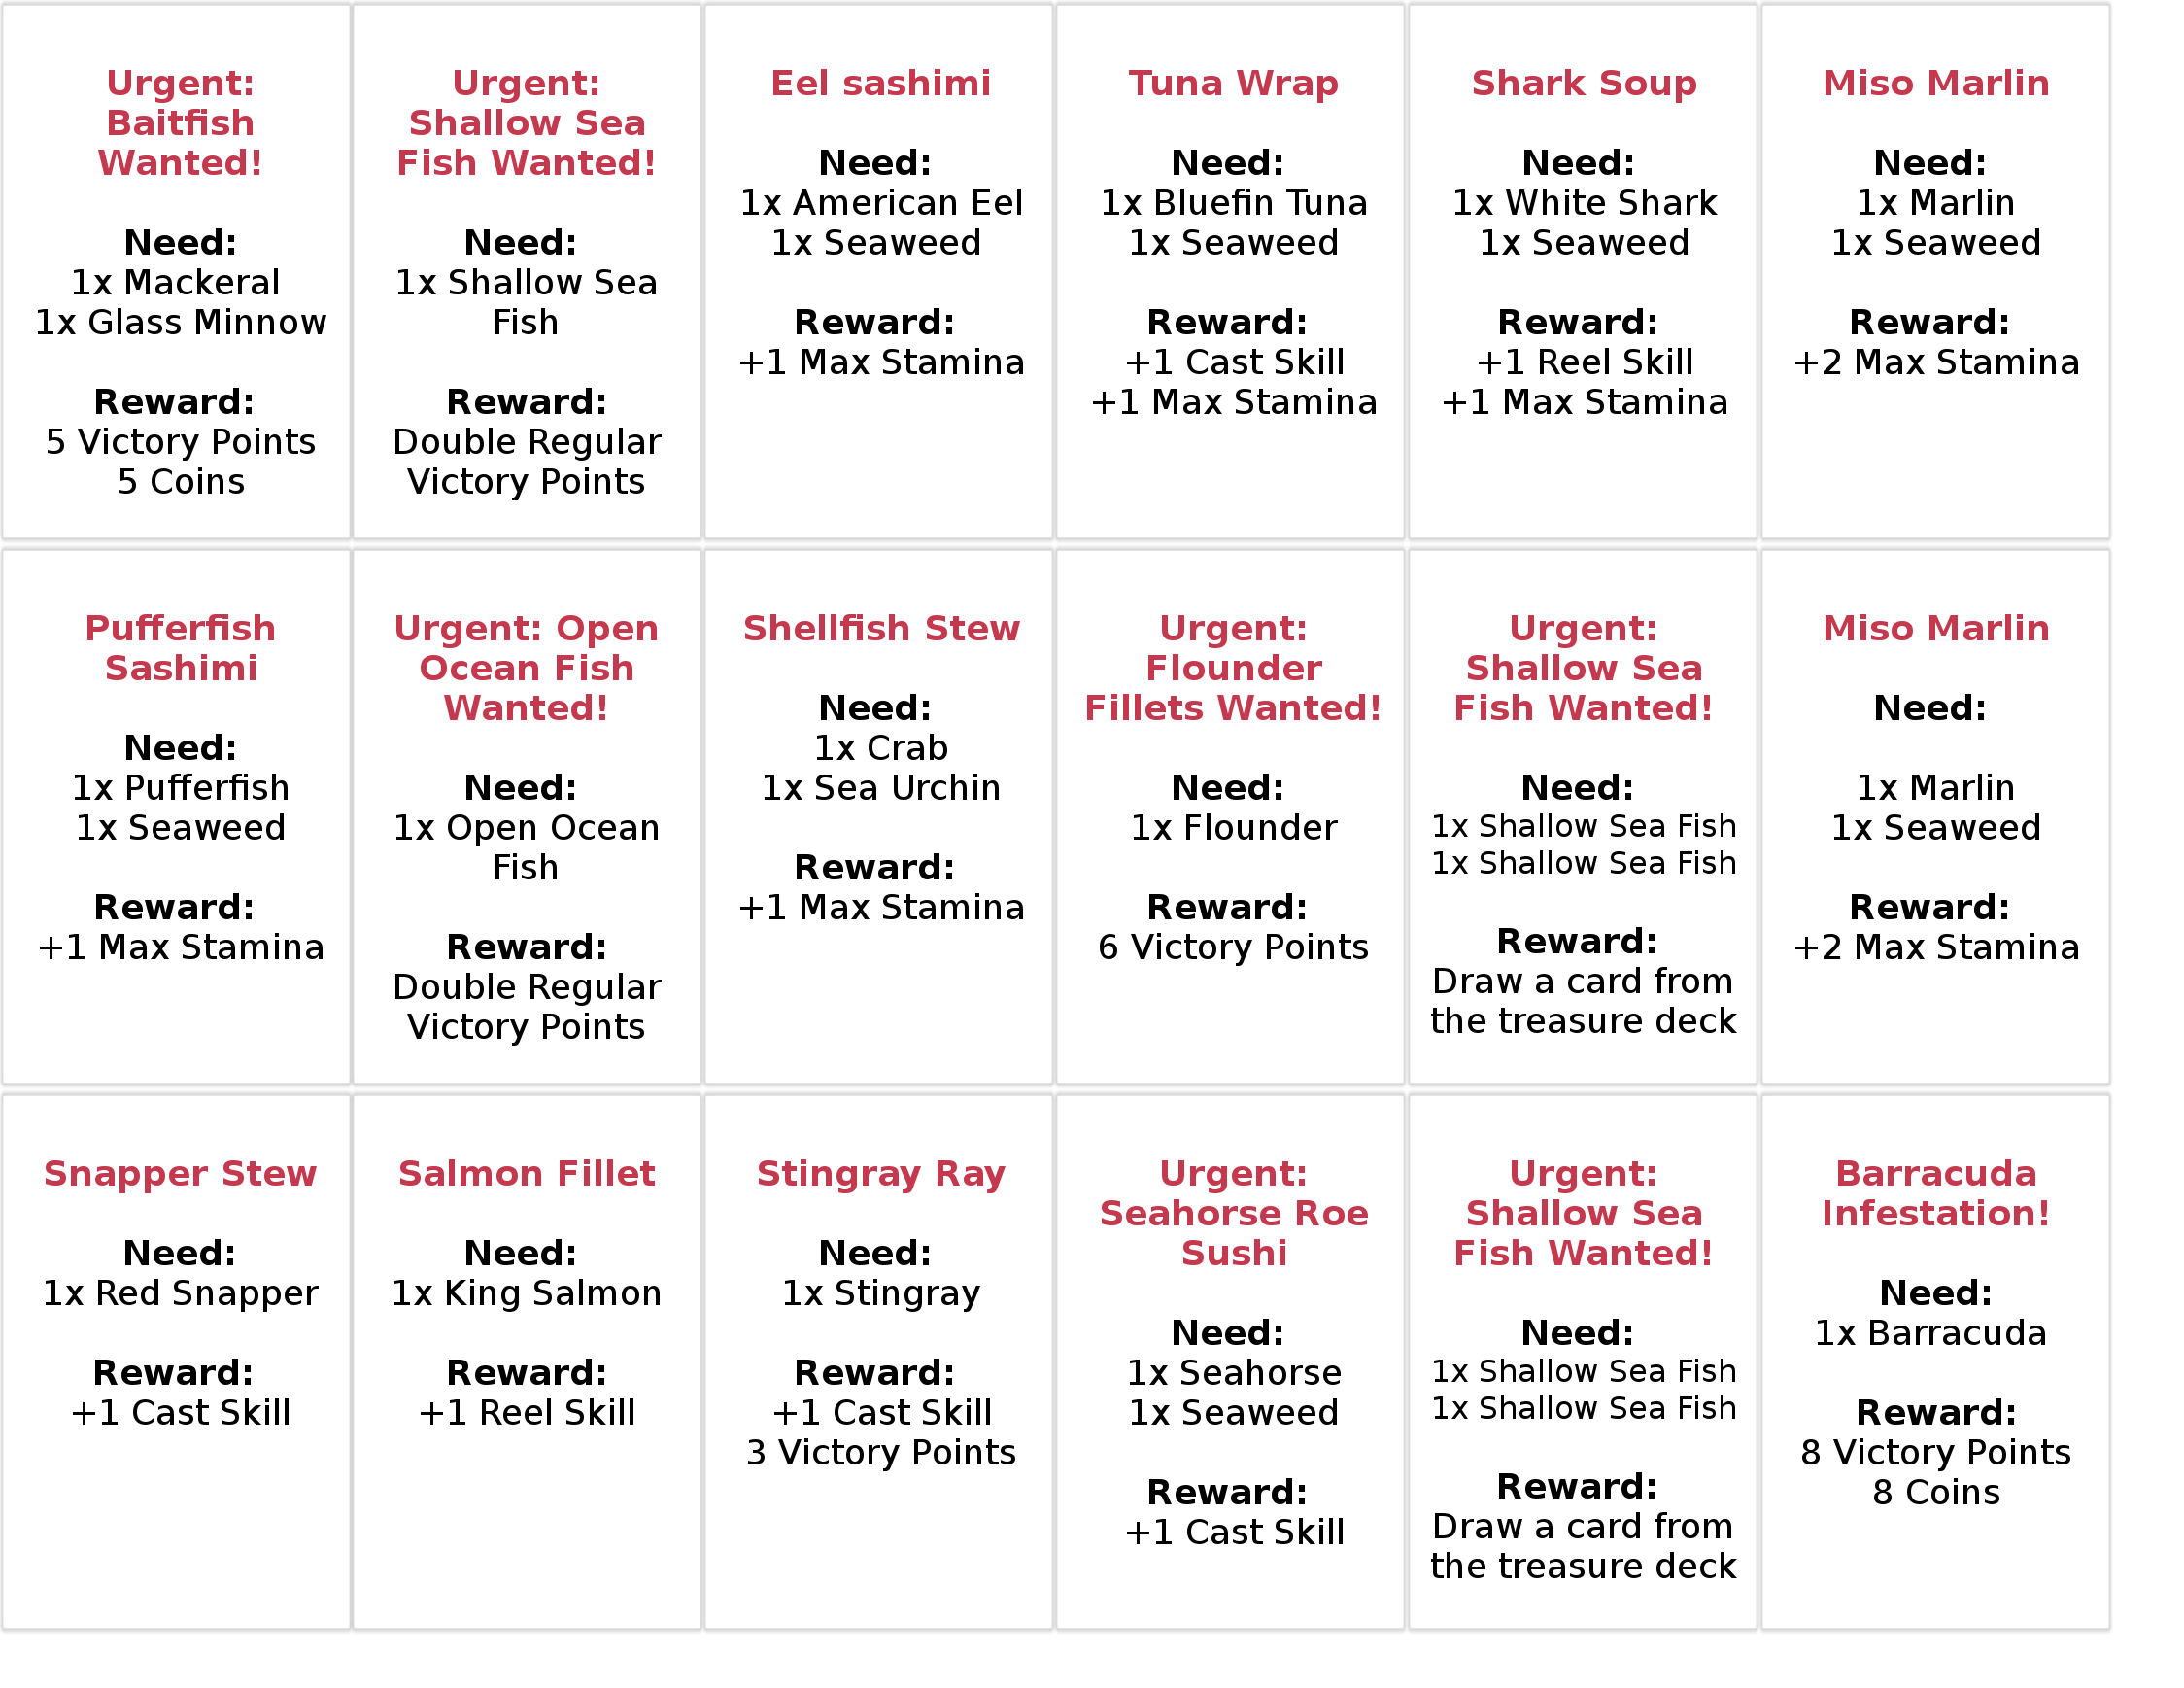 Urgent:
Baitfish
Wanted!
Need:
1x Mackeral
1x Glass Minnow
Reward:
5 Victory Points
5 Coins
Urgent:
Shallow Sea
Fish Wanted!
Need:
1x Shallow Sea
Fish
Reward:
Double Regular
Victory Points
Eel sashimi
Need:
1x American Eel
1x Seaweed
Reward:
+1 Max Stamina
Tuna Wrap
Need:
1x Bluefin Tuna
1x Seaweed
Reward:
+1 Cast Skill
+1 Max Stamina
Shark Soup
Need:
1x White Shark
1x Seaweed
Reward:
+1 Reel Skill
+1 Max Stamina
Miso Marlin
Need:
1x Marlin
1x Seaweed
Reward:
+2 Max Stamina
Pufferfish
Sashimi
Need:
1x Pufferfish
1x Seaweed
Reward:
+1 Max Stamina
Urgent: Open
Ocean Fish
Wanted!
Need:
1x Open Ocean
Fish
Reward:
Double Regular
Victory Points
Shellfish Stew
Need:
1x Crab
1x Sea Urchin
Reward:
+1 Max Stamina
Urgent:
Flounder
Fillets Wanted!
Need:
1x Flounder
Reward:
6 Victory Points
Urgent:
Shallow Sea
Fish Wanted!
Need:
1x Shallow Sea Fish
1x Shallow Sea Fish
Reward:
Draw a card from
the treasure deck
Miso Marlin
Need:
1x Marlin
1x Seaweed
Reward:
+2 Max Stamina
Snapper Stew
Need:
1x Red Snapper
Reward:
+1 Cast Skill
Salmon Fillet
Need:
1x King Salmon
Reward:
+1 Reel Skill
Stingray Ray
Need:
1x Stingray
Reward:
+1 Cast Skill
3 Victory Points
Urgent:
Seahorse Roe
Sushi
Need:
1x Seahorse
1x Seaweed
Reward:
+1 Cast Skill
Urgent:
Shallow Sea
Fish Wanted!
Need:
1x Shallow Sea Fish
1x Shallow Sea Fish
Reward:
Draw a card from
the treasure deck
Barracuda
Infestation!
Need:
1x Barracuda
Reward:
8 Victory Points
8 Coins